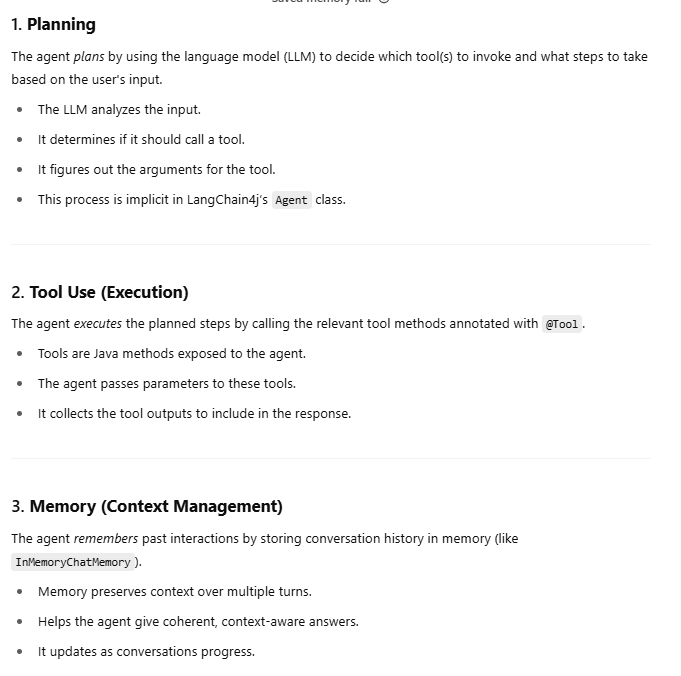 1. Planning
The agent plans by using the language model (LLM) to decide which tool(s) to invoke and what steps to take
based on the user's input.
• The LLM analyzes the input.
• It determines if it should call a tool.
• It figures out the arguments for the tool.
• This process is implicit in LangChain4j's Agent class.
2. Tool Use (Execution)
The agent executes the planned steps by calling the relevant tool methods annotated with @Tool.
• Tools are Java methods exposed to the agent.
• The agent passes parameters to these tools.
• It collects the tool outputs to include in the response.
3. Memory (Context Management)
The agent remembers past interactions by storing conversation history in memory (like
InMemoryChatMemory).
• Memory preserves context over multiple turns.
• Helps the agent give coherent, context-aware answers.
• It updates as conversations progress.